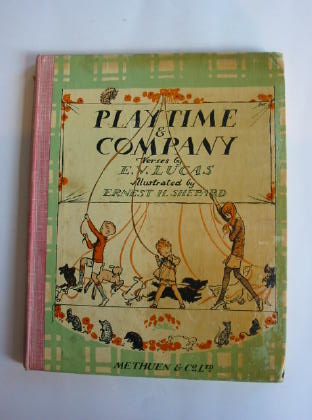 PLAYTIME
&
COMPANY
Verses by
E. V. LUCAS
Illustrated by
ERNEST H. SHEPARD
METHUEN & CO. LTD